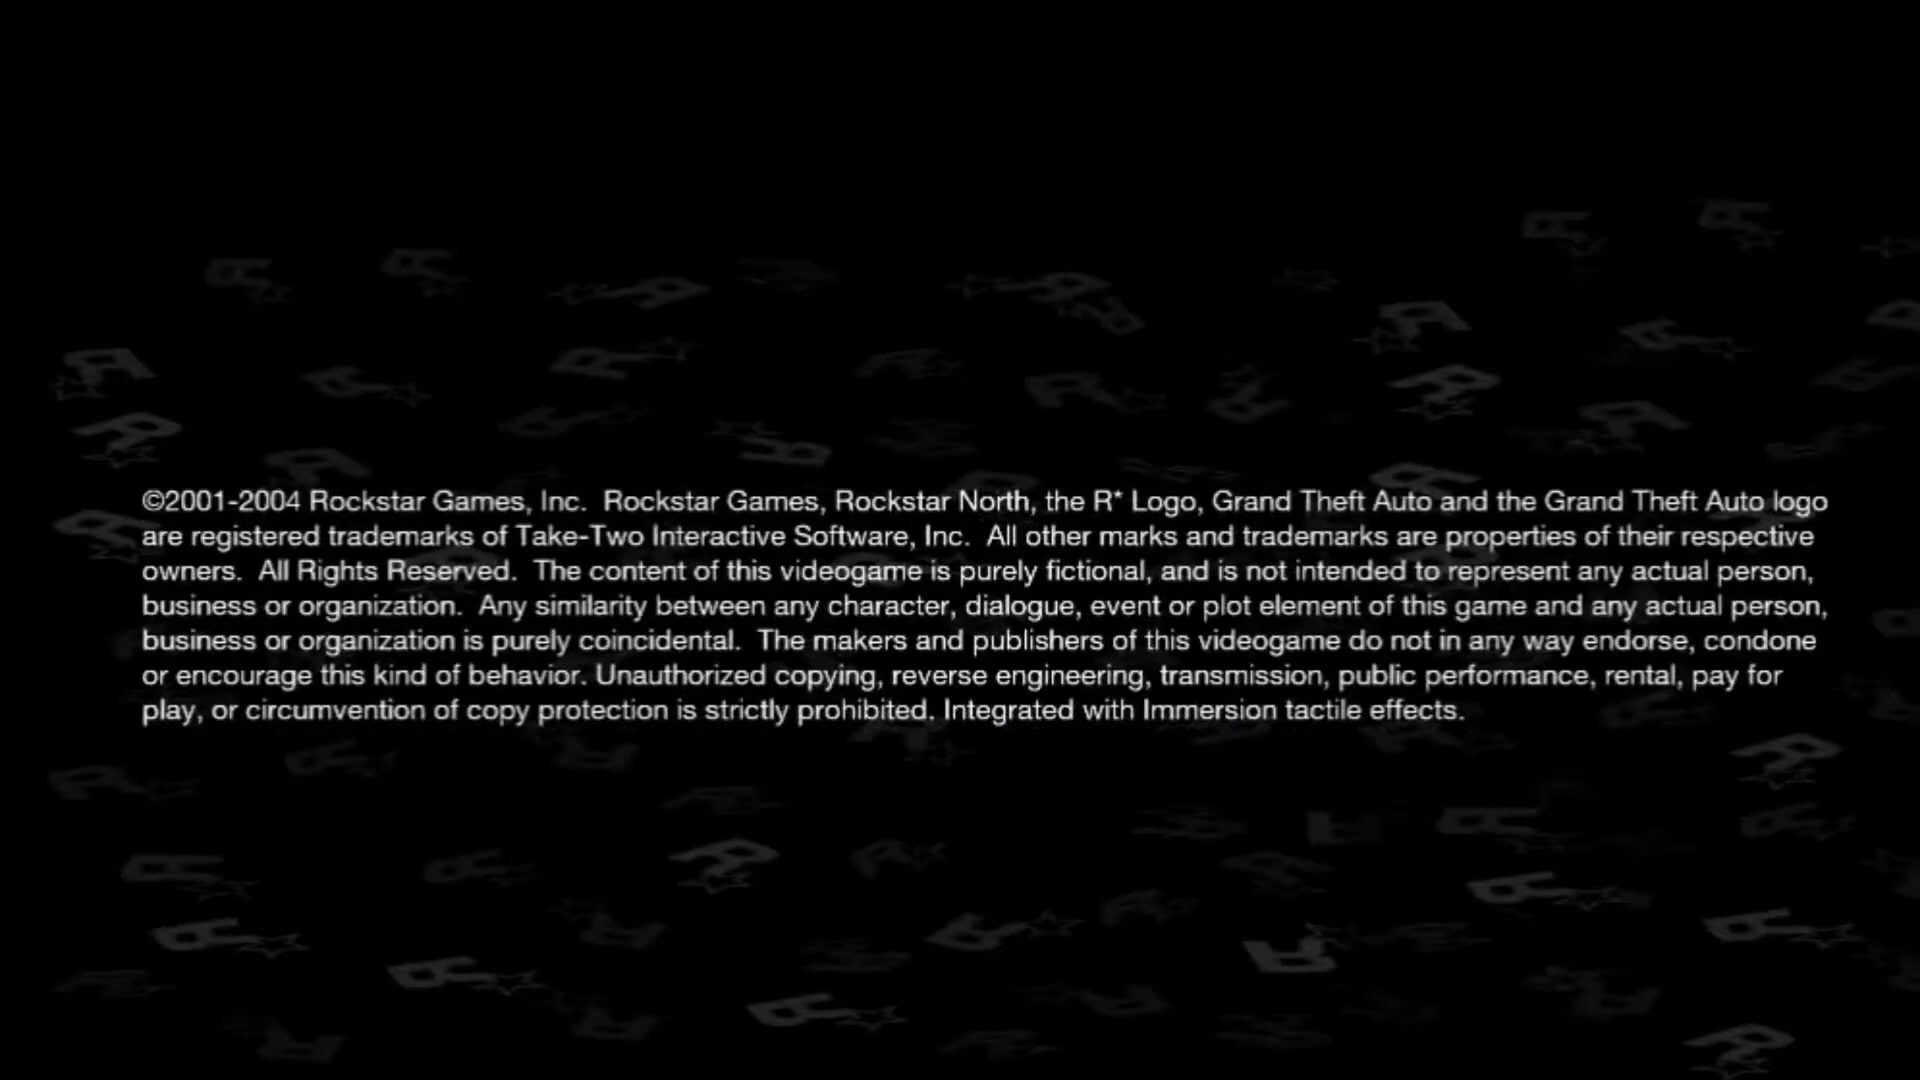 ©2001-2004 Rockstar Games, Inc.  Rockstar Games, Rockstar North, the R* Logo, Grand Theft Auto and the Grand Theft Auto logo
are registered trademarks of Take-Two Interactive Software, Inc.  All other marks and trademarks are properties of their respective
owners.  All Rights Reserved.  The content of this videogame is purely fictional, and is not intended to represent any actual person,
business or organization.  Any similarity between any character, dialogue, event or plot element of this game and any actual person,
business or organization is purely coincidental.  The makers and publishers of this videogame do not in any way endorse, condone
or encourage this kind of behavior. Unauthorized copying, reverse engineering, transmission, public performance, rental, pay for
play, or circumvention of copy protection is strictly prohibited. Integrated with Immersion tactile effects.